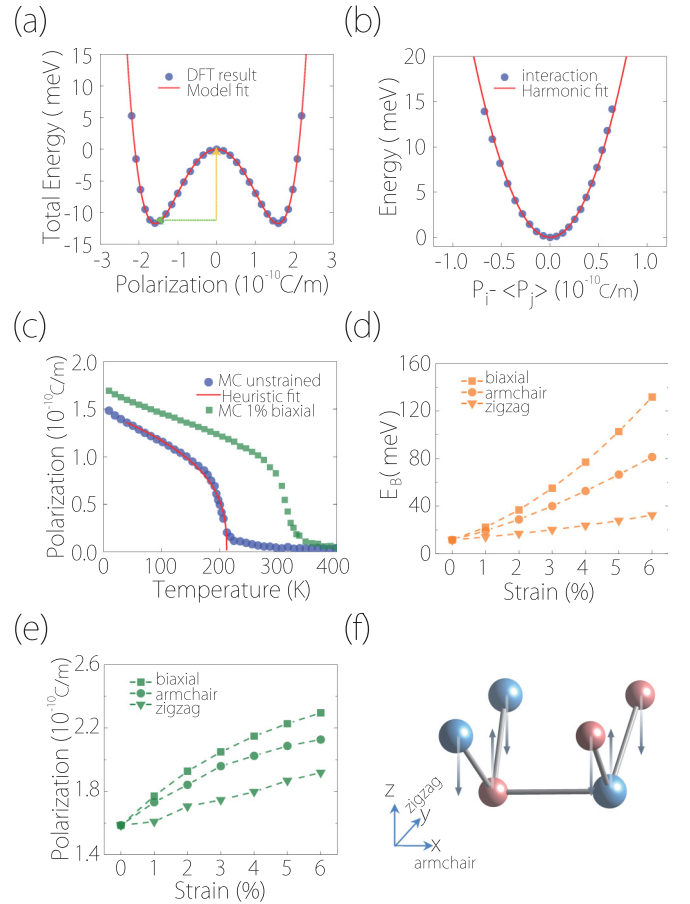 (a)
15
10
5
0
-5
-10
-15
Total Energy ( meV)
DFT result
Model fit
-3 -2 -1 0 1 2 3
Polarization (10⁻¹⁰C/m)
(b)
20
15
10
5
0
Energy ( meV)
interaction
Harmonic fit
-1.0 -0.5 0.0 0.5 1.0
Pᵢ- <Pⱼ> (10⁻¹⁰C/m)
(c)
2.0
1.5
1.0
0.5
0.0
Polarization (10⁻¹⁰C/m)
MC unstrained
Heuristic fit
MC 1% biaxial
0 100 200 300 400
Temperature (K)
(d)
160
120
80
40
0
E_B( meV)
biaxial
armchair
zigzag
0 1 2 3 4 5 6
Strain (%)
(e)
2.6
2.2
1.8
1.4
Polarization (10⁻¹⁰C/m)
biaxial
armchair
zigzag
0 1 2 3 4 5 6
Strain (%)
(f)
Z
zigzag
y
X
armchair